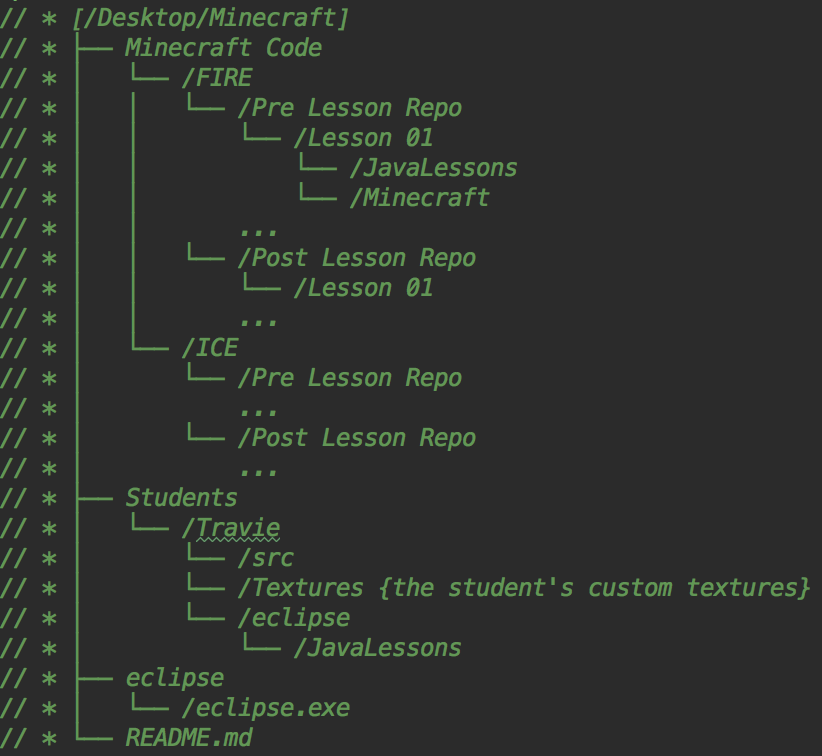 // * [/Desktop/Minecraft]
// * ├── Minecraft Code
// * │   └── /FIRE
// * │   │   └── /Pre Lesson Repo
// * │   │       └── /Lesson 01
// * │   │           └── /JavaLessons
// * │   │           └── /Minecraft
// * │   │       ...
// * │   │   └── /Post Lesson Repo
// * │   │       └── /Lesson 01
// * │   │       ...
// * │   └── /ICE
// * │       └── /Pre Lesson Repo
// * │           ...
// * │       └── /Post Lesson Repo
// * │           ...
// * ├── Students
// * │   └── /Travie
// * │       └── /src
// * │       └── /Textures {the student's custom textures}
// * │       └── /eclipse
// * │           └── /JavaLessons
// * ├── eclipse
// * │   └── /eclipse.exe
// * └── README.md